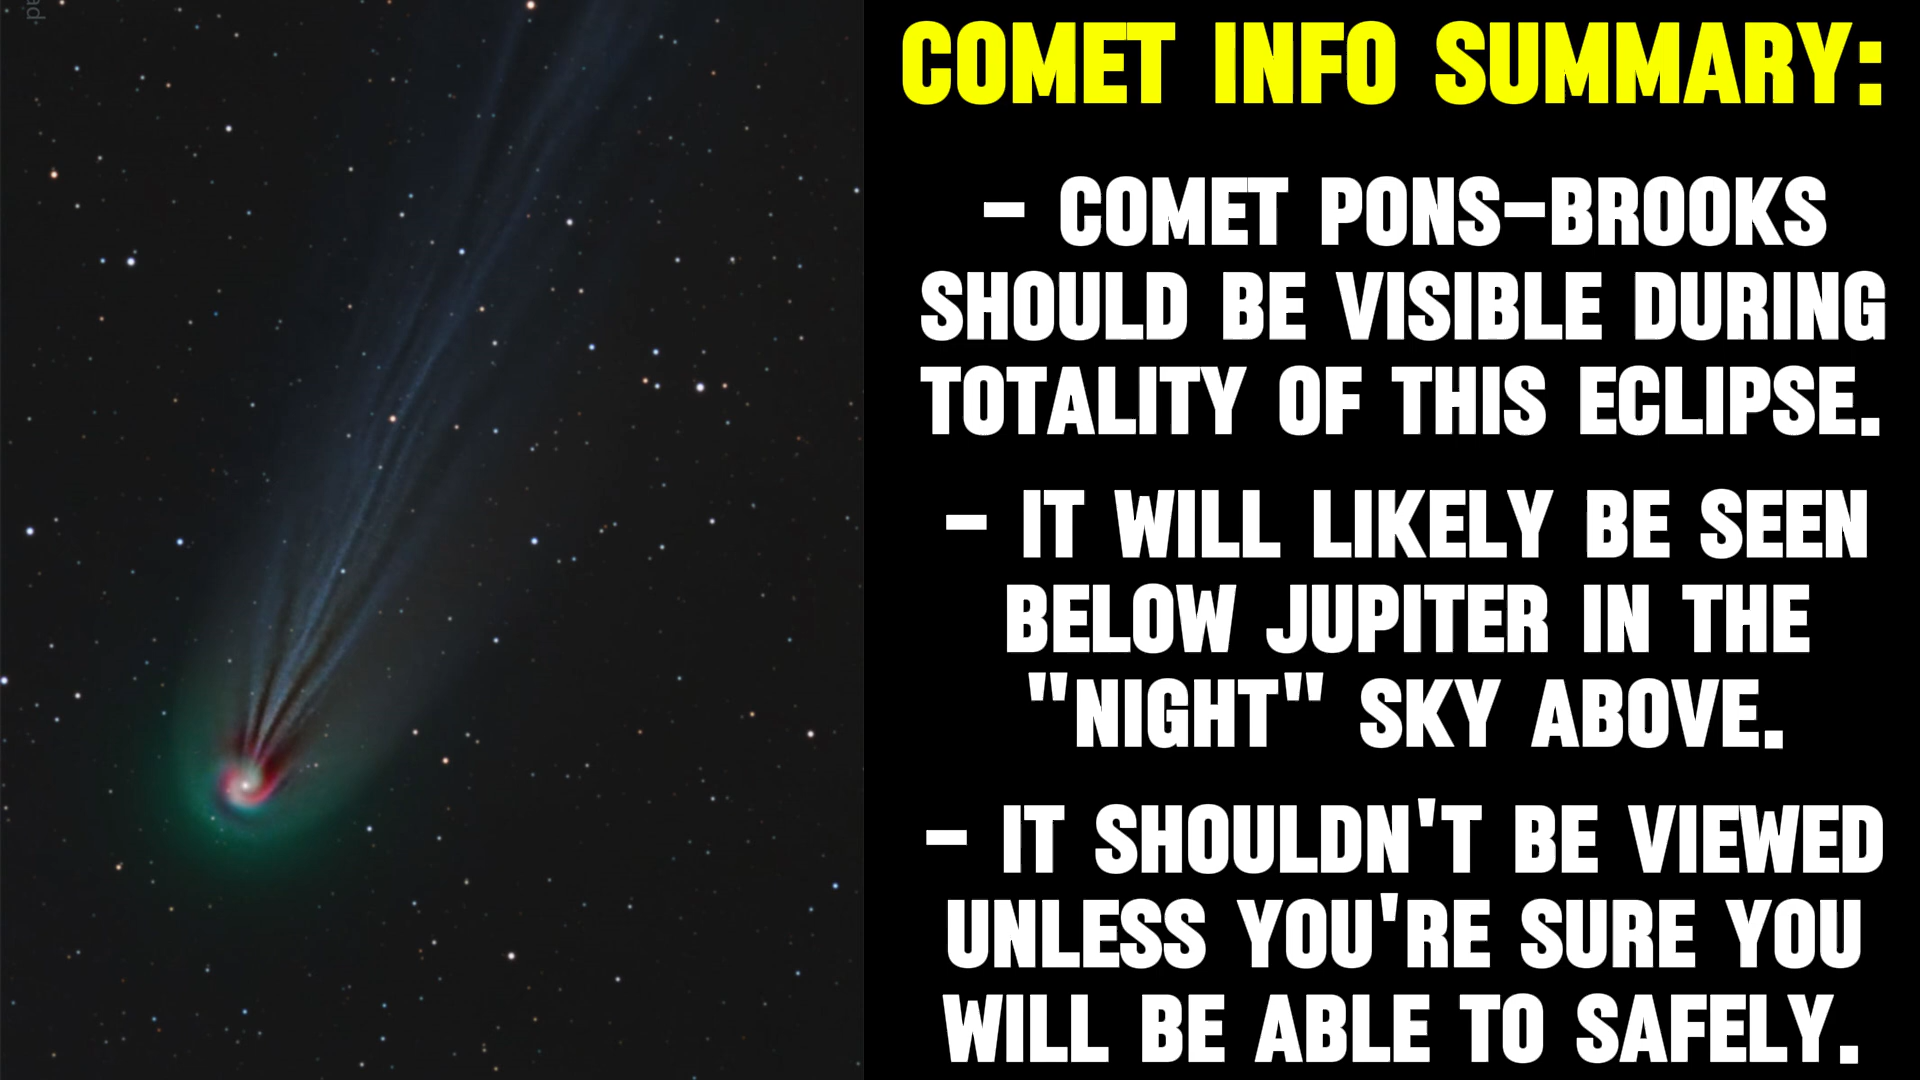 COMET INFO SUMMARY:
- COMET PONS-BROOKS
SHOULD BE VISIBLE DURING
TOTALITY OF THIS ECLIPSE.
- IT WILL LIKELY BE SEEN
BELOW JUPITER IN THE
"NIGHT" SKY ABOVE.
- IT SHOULDN'T BE VIEWED
UNLESS YOU'RE SURE YOU
WILL BE ABLE TO SAFELY.